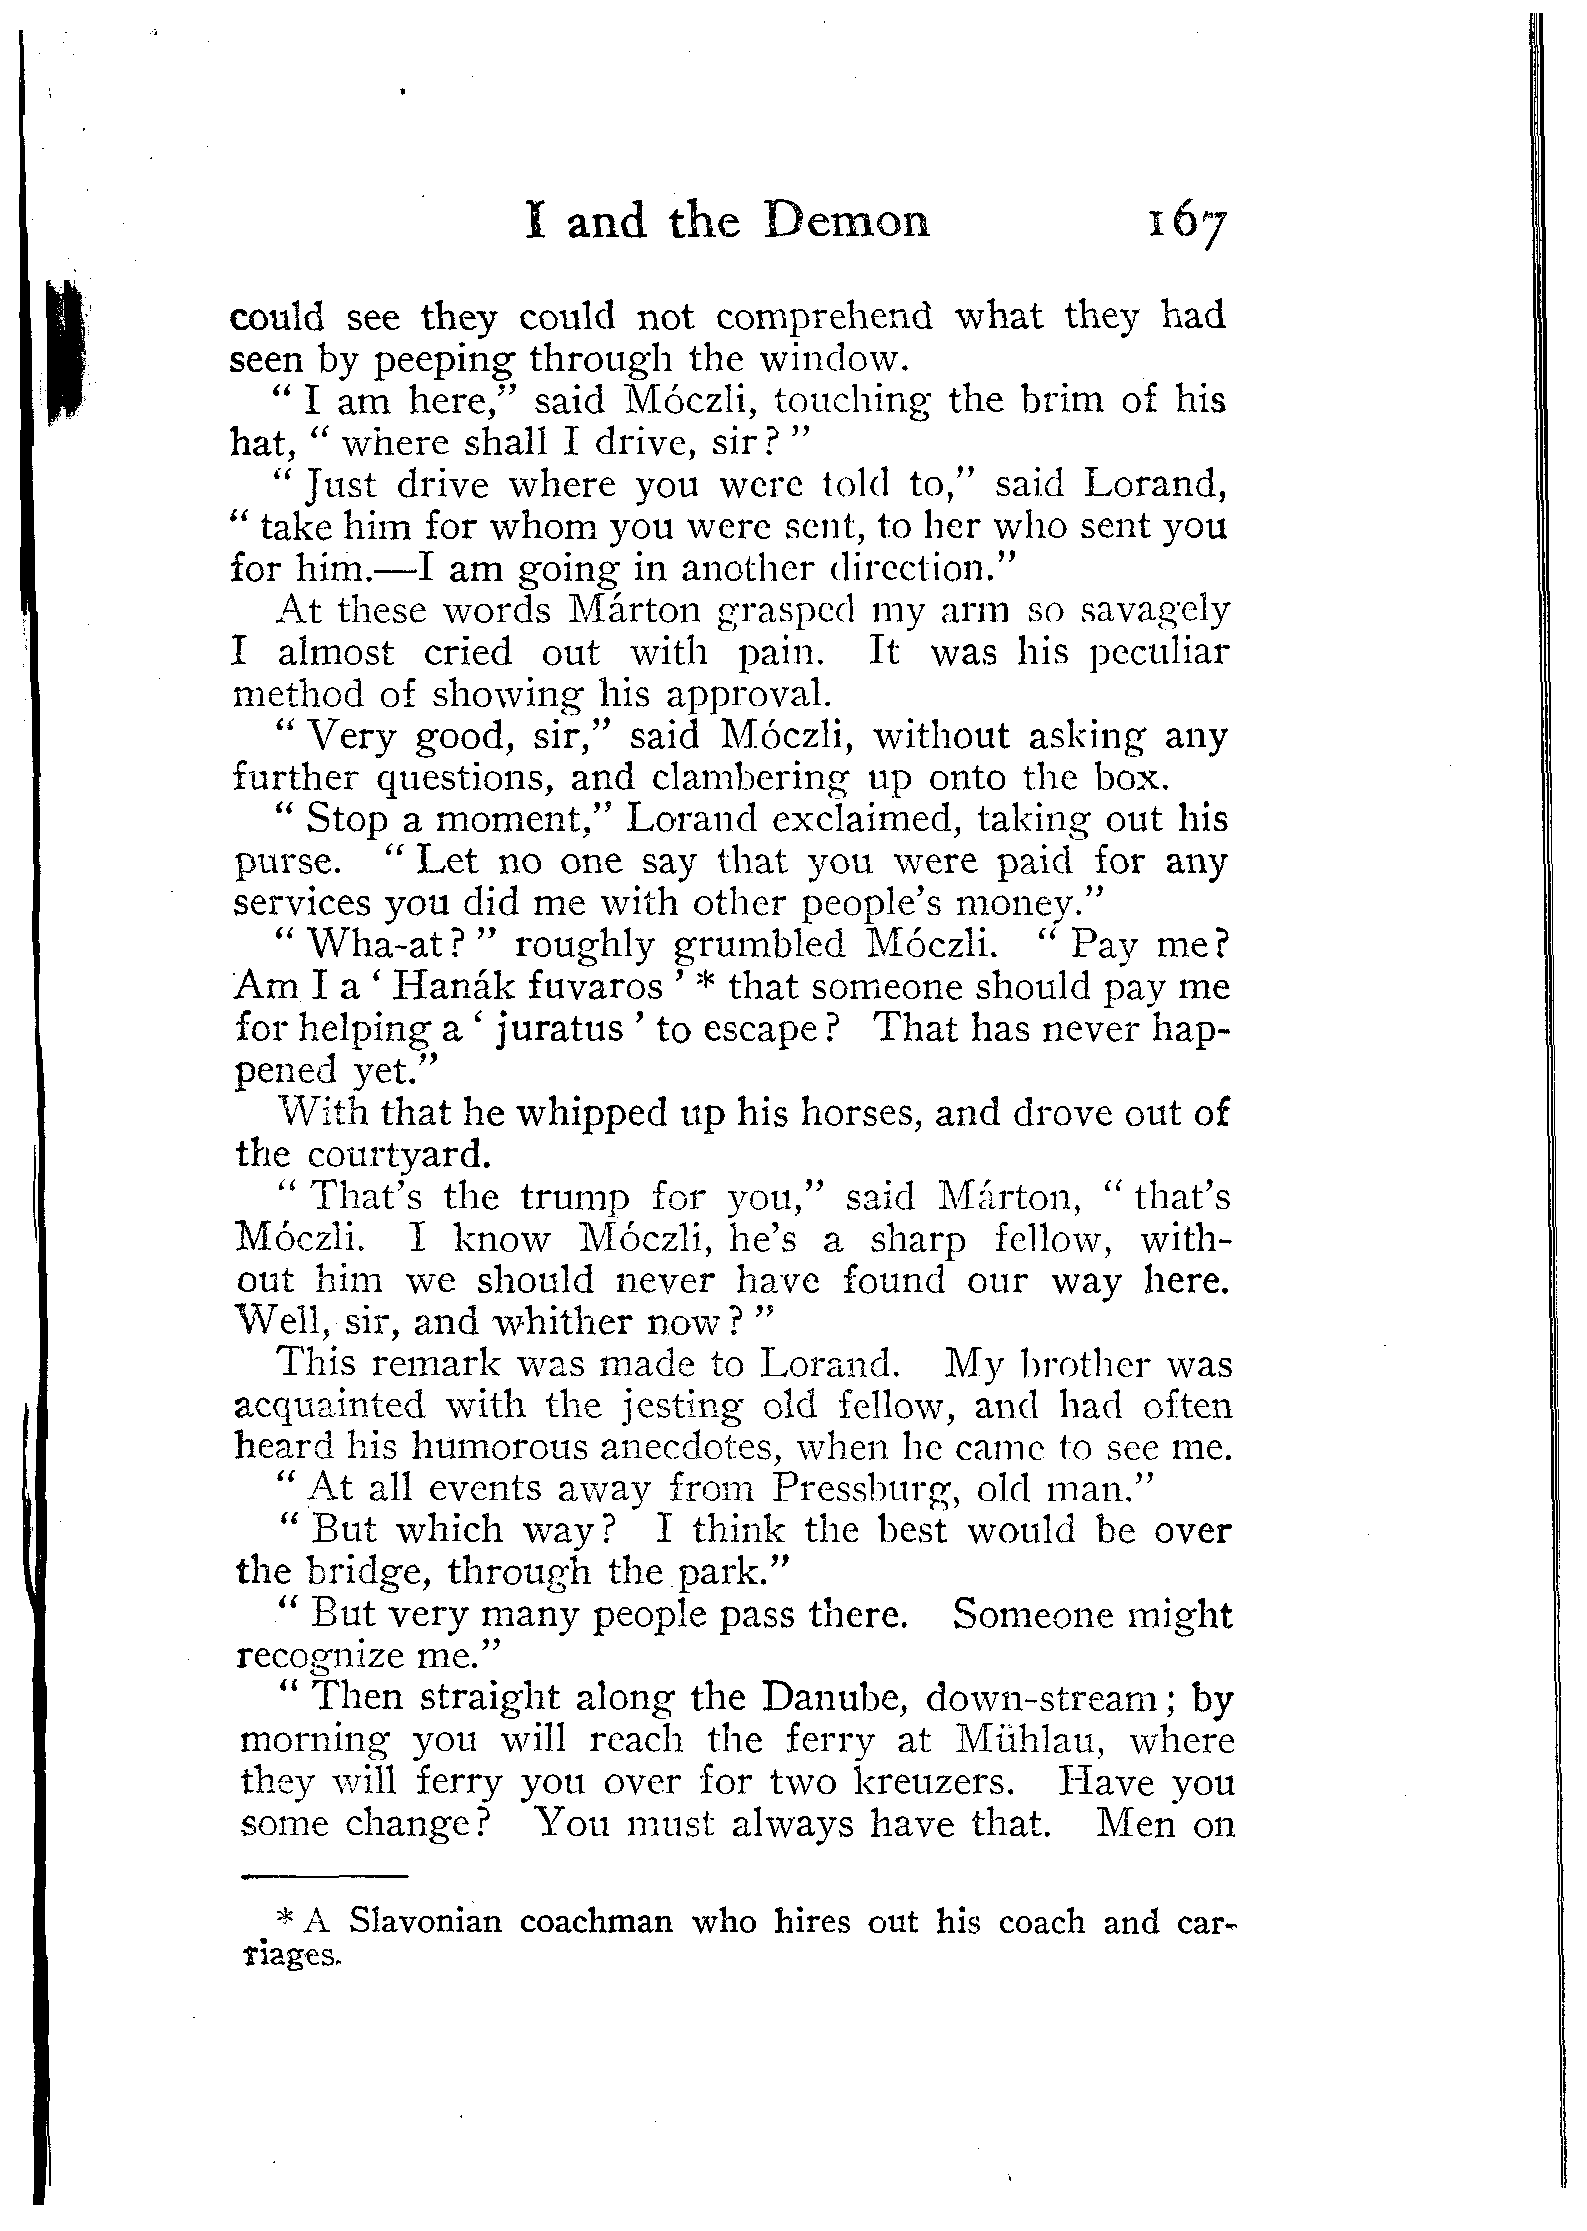 I and the Demon 167
could see they could not comprehend what they had
seen by peeping through the window.
" I am here," said Móczli, touching the brim of his
hat, " where shall I drive, sir? "
" Just drive where you were told to," said Lorand,
" take him for whom you were sent, to her who sent you
for him.—I am going in another direction."
At these words Márton grasped my arm so savagely
I almost cried out with pain. It was his peculiar
method of showing his approval.
" Very good, sir," said Móczli, without asking any
further questions, and clambering up onto the box.
" Stop a moment," Lorand exclaimed, taking out his
purse. " Let no one say that you were paid for any
services you did me with other people's money."
" Wha-at? " roughly grumbled Móczli. " Pay me?
Am I a ' Hanák fuvaros ' * that someone should pay me
for helping a ' juratus ' to escape? That has never hap-
pened yet."
With that he whipped up his horses, and drove out of
the courtyard.
" That's the trump for you," said Márton, " that's
Móczli. I know Móczli, he's a sharp fellow, with-
out him we should never have found our way here.
Well, sir, and whither now? "
This remark was made to Lorand. My brother was
acquainted with the jesting old fellow, and had often
heard his humorous anecdotes, when he came to see me.
" At all events away from Pressburg, old man."
" But which way? I think the best would be over
the bridge, through the park."
" But very many people pass there. Someone might
recognize me."
" Then straight along the Danube, down-stream; by
morning you will reach the ferry at Mühlau, where
they will ferry you over for two kreuzers. Have you
some change? You must always have that. Men on
* A Slavonian coachman who hires out his coach and car-
riages.